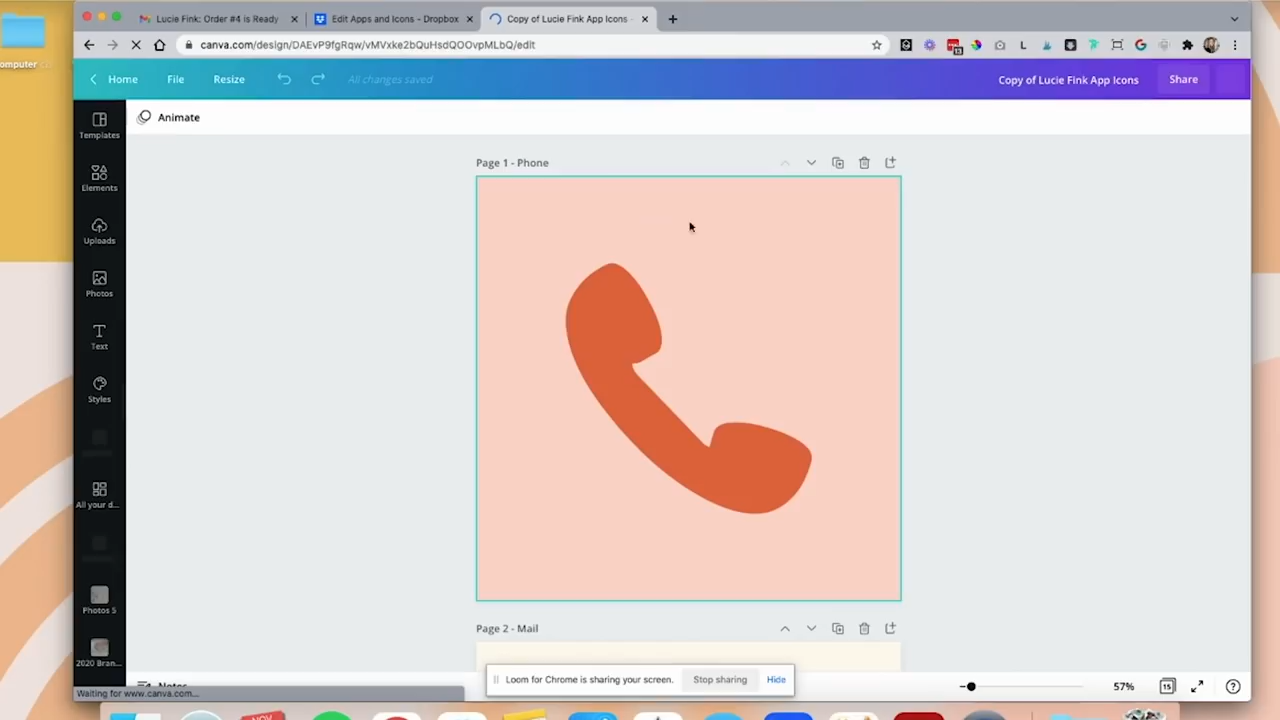 Lucie Fink: Order #4 is Ready
Edit Apps and Icons - Dropbox
Copy of Lucie Fink App Icons -
canva.com/design/DAEvP9fgRqw/vMVxke2bQuHsdQOOvpMLbQ/edit
Home
File
Resize
All changes saved
Copy of Lucie Fink App Icons
Share
Animate
Templates
Elements
Uploads
Photos
Text
Styles
All your d...
Photos 5
2020 Bran...
Page 1 - Phone
Page 2 - Mail
Loom for Chrome is sharing your screen.
Stop sharing
Hide
Notes
57%
15
Waiting for www.canva.com...
NOV